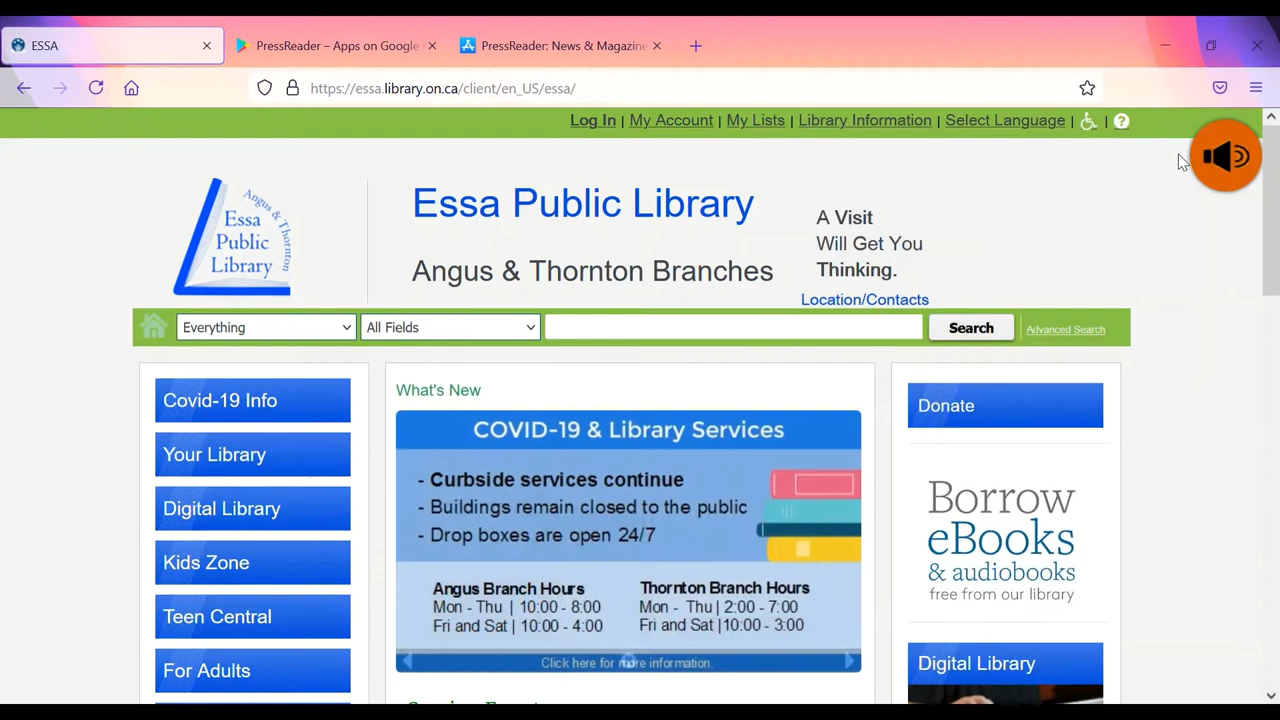 ESSA
PressReader – Apps on Google
PressReader: News & Magazine
https://essa.library.on.ca/client/en_US/essa/
Log In | My Account | My Lists | Library Information | Select Language | | ?
Angus & Thornton
Essa
Public
Library
Essa Public Library
Angus & Thornton Branches
A Visit
Will Get You
Thinking.
Location/Contacts
Everything
All Fields
Search
Advanced Search
Covid-19 Info
Your Library
Digital Library
Kids Zone
Teen Central
For Adults
What's New
COVID-19 & Library Services
- Curbside services continue
- Buildings remain closed to the public
- Drop boxes are open 24/7
Angus Branch Hours
Mon - Thu | 10:00 - 8:00
Fri and Sat | 10:00 - 4:00
Thornton Branch Hours
Mon - Thu | 2:00 - 7:00
Fri and Sat |10:00 - 3:00
Click here for more information.
Donate
Borrow
eBooks
& audiobooks
free from our library
Digital Library